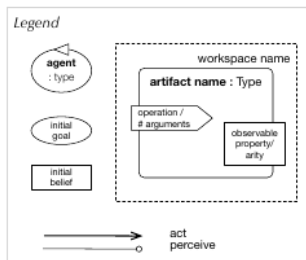 Legend
agent
: type
initial
goal
initial
belief
workspace name
artifact name : Type
operation /
# arguments
observable
property/
arity
act
perceive